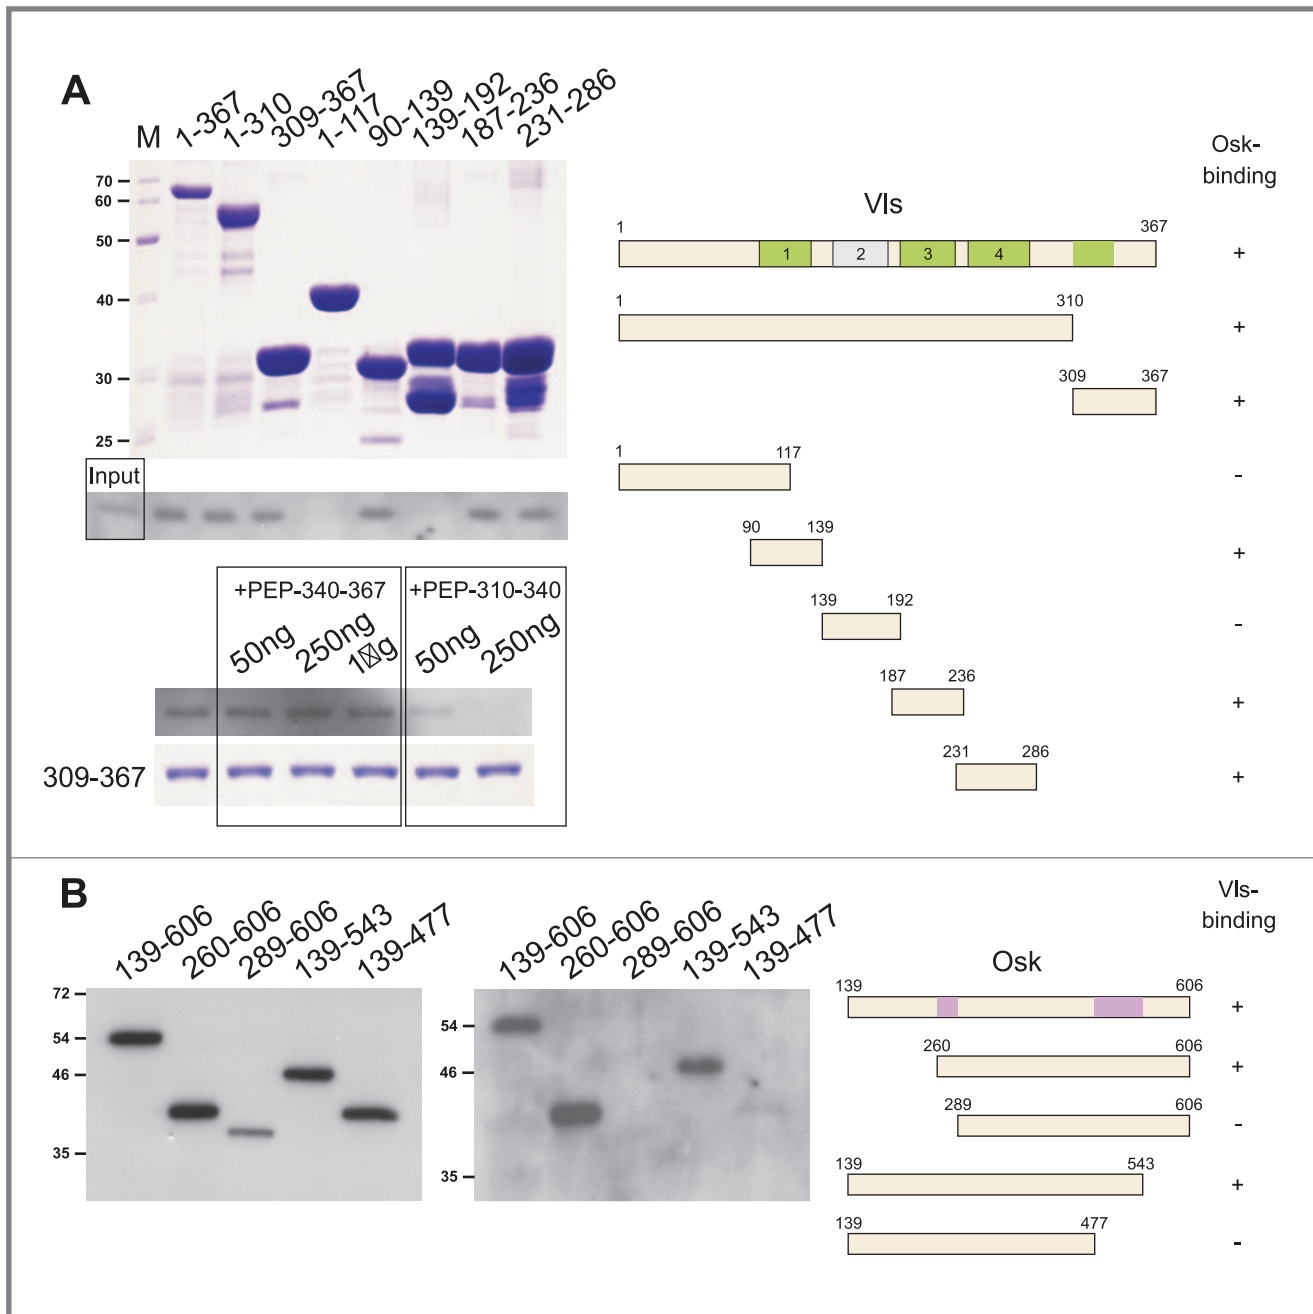 A
M 1-367 1-310 309-367 1-117 90-139 139-192 187-236 231-286
70
60
50
40
30
25
Input
+PEP-340-367 +PEP-310-340
50ng 250ng 1g 50ng 250ng
309-367
Osk-
binding
Vls
1 367
1 2 3 4
+
1 310
+
309 367
+
1 117
-
90 139
+
139 192
-
187 236
+
231 286
+
B
139-606 260-606 289-606 139-543 139-477
72
54
46
35
139-606 260-606 289-606 139-543 139-477
54
46
35
Vls-
binding
Osk
139 606
+
260 606
+
289 606
-
139 543
+
139 477
-